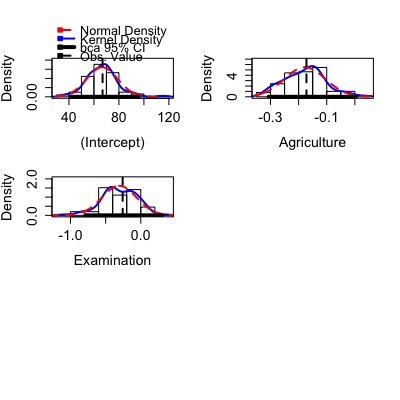 Normal Density
Kernel Density
bca 95% CI
Obs. Value
Density
0.00
40 80 120
(Intercept)
Density
4
0
-0.3 -0.1
Agriculture
Density
2.0
0.0
-1.0 0.0
Examination